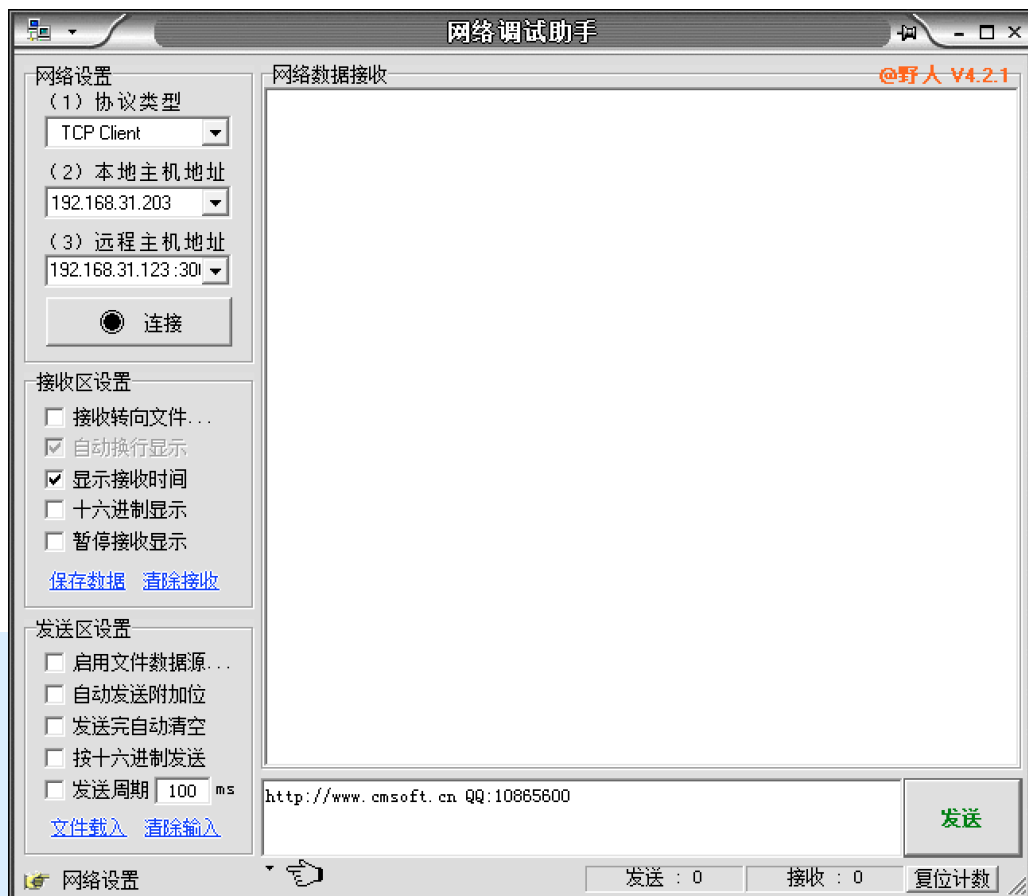 网络调试助手
网络设置
(1) 协议类型
TCP Client
(2) 本地主机地址
192.168.31.203
(3) 远程主机地址
192.168.31.123 :30
连接
接收区设置
接收转向文件...
自动换行显示
显示接收时间
十六进制显示
暂停接收显示
保存数据 清除接收
发送区设置
启用文件数据源...
自动发送附加位
发送完自动清空
按十六进制发送
发送周期 100 ms
文件载入 清除输入
网络数据接收
@野人 V4.2.1
http://www.cmsoft.cn QQ:10865600
发送
网络设置
发送 : 0
接收 : 0
复位计数